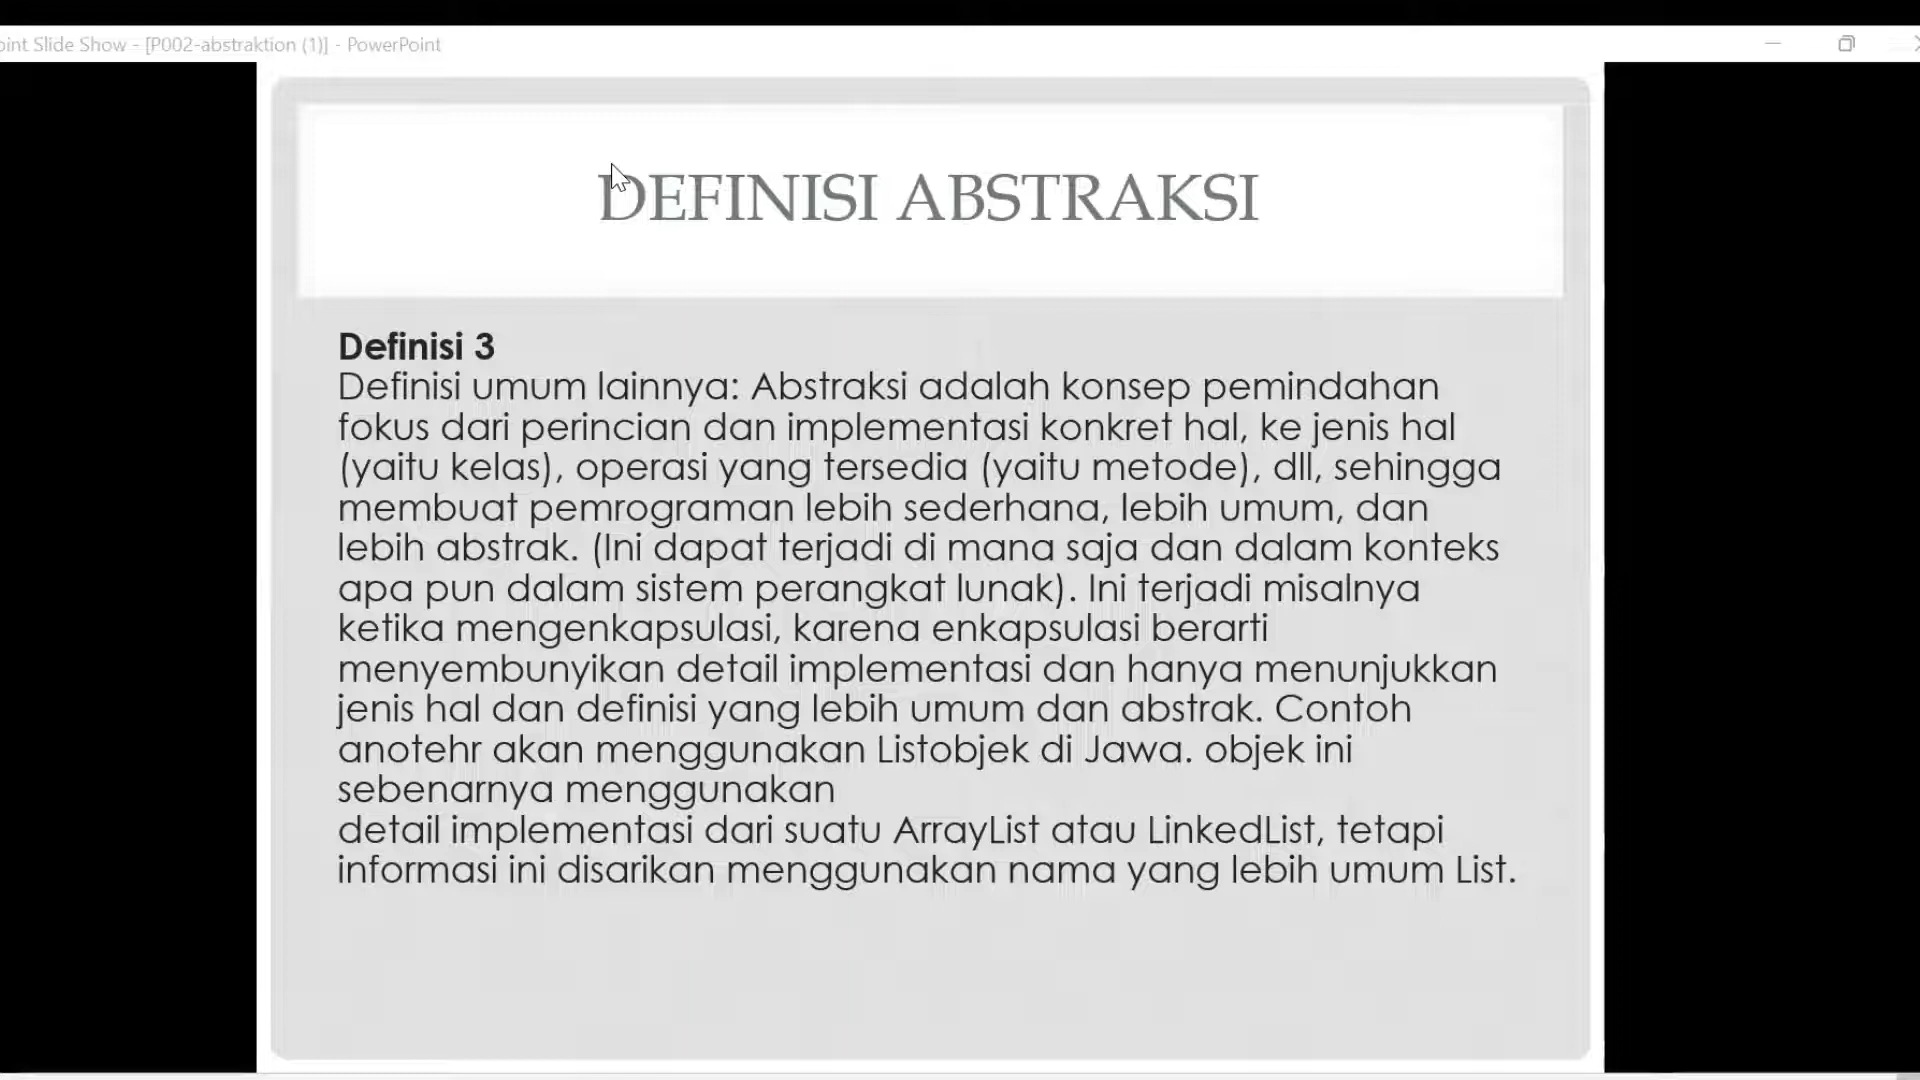 oint Slide Show - [P002-abstraktion (1)] - PowerPoint
DEFINISI ABSTRAKSI
Definisi 3
Definisi umum lainnya: Abstraksi adalah konsep pemindahan
fokus dari perincian dan implementasi konkret hal, ke jenis hal
(yaitu kelas), operasi yang tersedia (yaitu metode), dll, sehingga
membuat pemrograman lebih sederhana, lebih umum, dan
lebih abstrak. (Ini dapat terjadi di mana saja dan dalam konteks
apa pun dalam sistem perangkat lunak). Ini terjadi misalnya
ketika mengenkapsulasi, karena enkapsulasi berarti
menyembunyikan detail implementasi dan hanya menunjukkan
jenis hal dan definisi yang lebih umum dan abstrak. Contoh
anotehr akan menggunakan Listobjek di Jawa. objek ini
sebenarnya menggunakan
detail implementasi dari suatu ArrayList atau LinkedList, tetapi
informasi ini disarikan menggunakan nama yang lebih umum List.